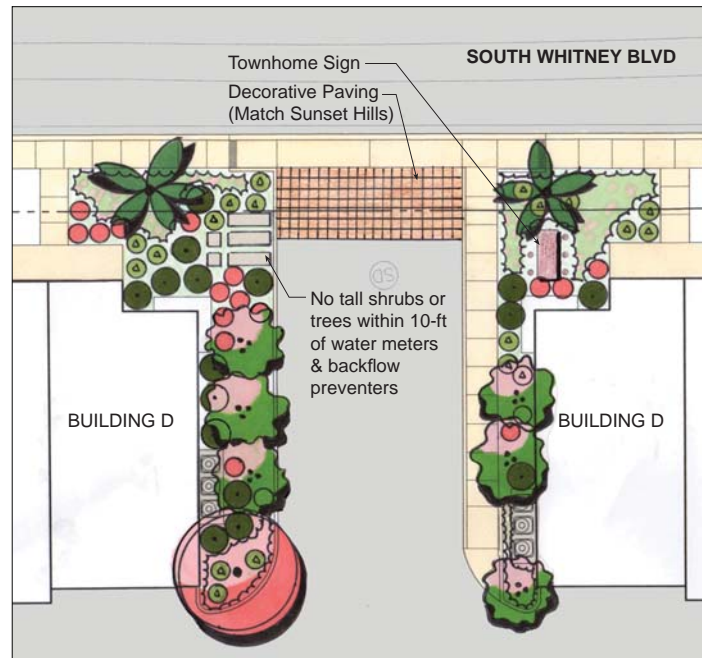 SOUTH WHITNEY BLVD
Townhome Sign
Decorative Paving
(Match Sunset Hills)
SD
No tall shrubs or
trees within 10-ft
of water meters
& backflow
preventers
BUILDING D
BUILDING D